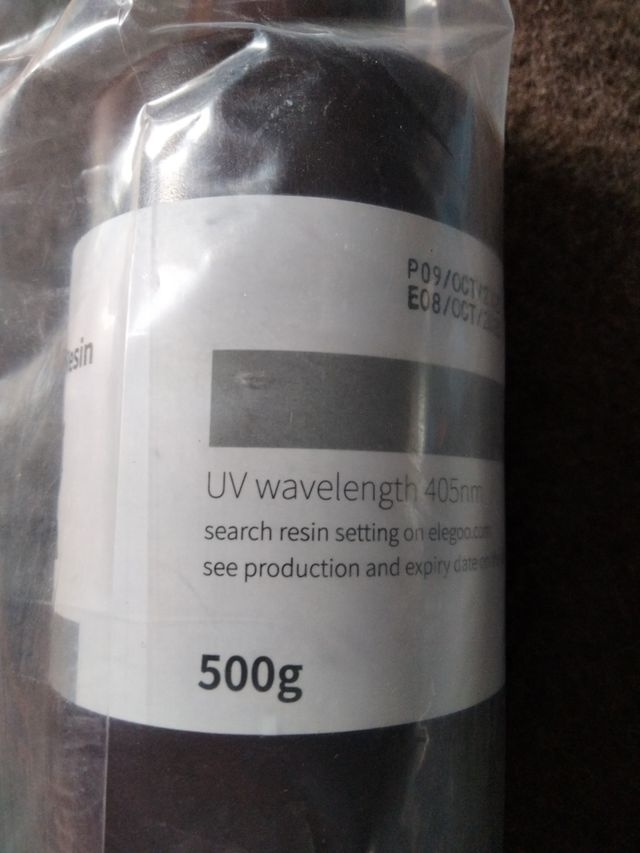 P09/OCT/
E08/OCT/
esin
UV wavelength 405nm
search resin setting on elegoo.com
see production and expiry date on
500g